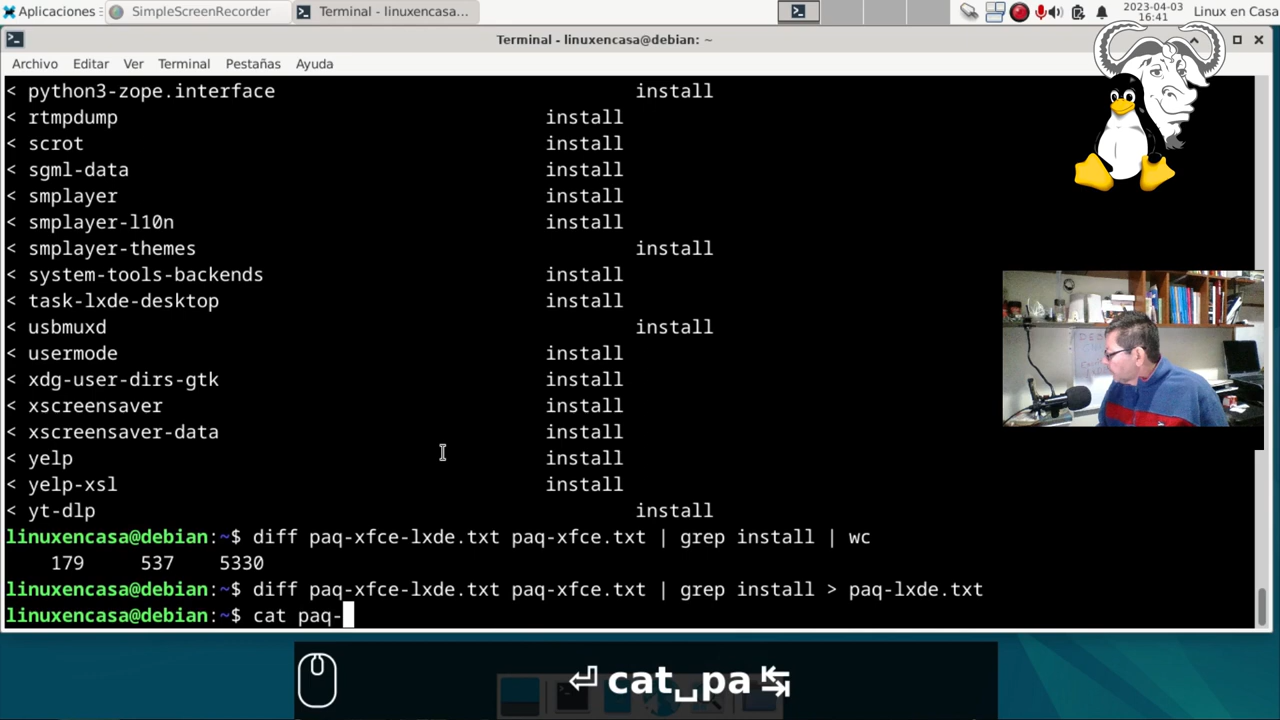 Aplicaciones
SimpleScreenRecorder
Terminal - linuxencasa...
2023-04-03
16:41
Linux en Casa
Terminal - linuxencasa@debian: ~
Archivo Editar Ver Terminal Pestañas Ayuda
< python3-zope.interface install
< rtmpdump install
< scrot install
< sgml-data install
< smplayer install
< smplayer-l10n install
< smplayer-themes install
< system-tools-backends install
< task-lxde-desktop install
< usbmuxd install
< usermode install
< xdg-user-dirs-gtk install
< xscreensaver install
< xscreensaver-data install
< yelp install
< yelp-xsl install
< yt-dlp install
linuxencasa@debian:~$ diff paq-xfce-lxde.txt paq-xfce.txt | grep install | wc
179 537 5330
linuxencasa@debian:~$ diff paq-xfce-lxde.txt paq-xfce.txt | grep install > paq-lxde.txt
linuxencasa@debian:~$ cat paq-
⏎ cat␣pa ↹